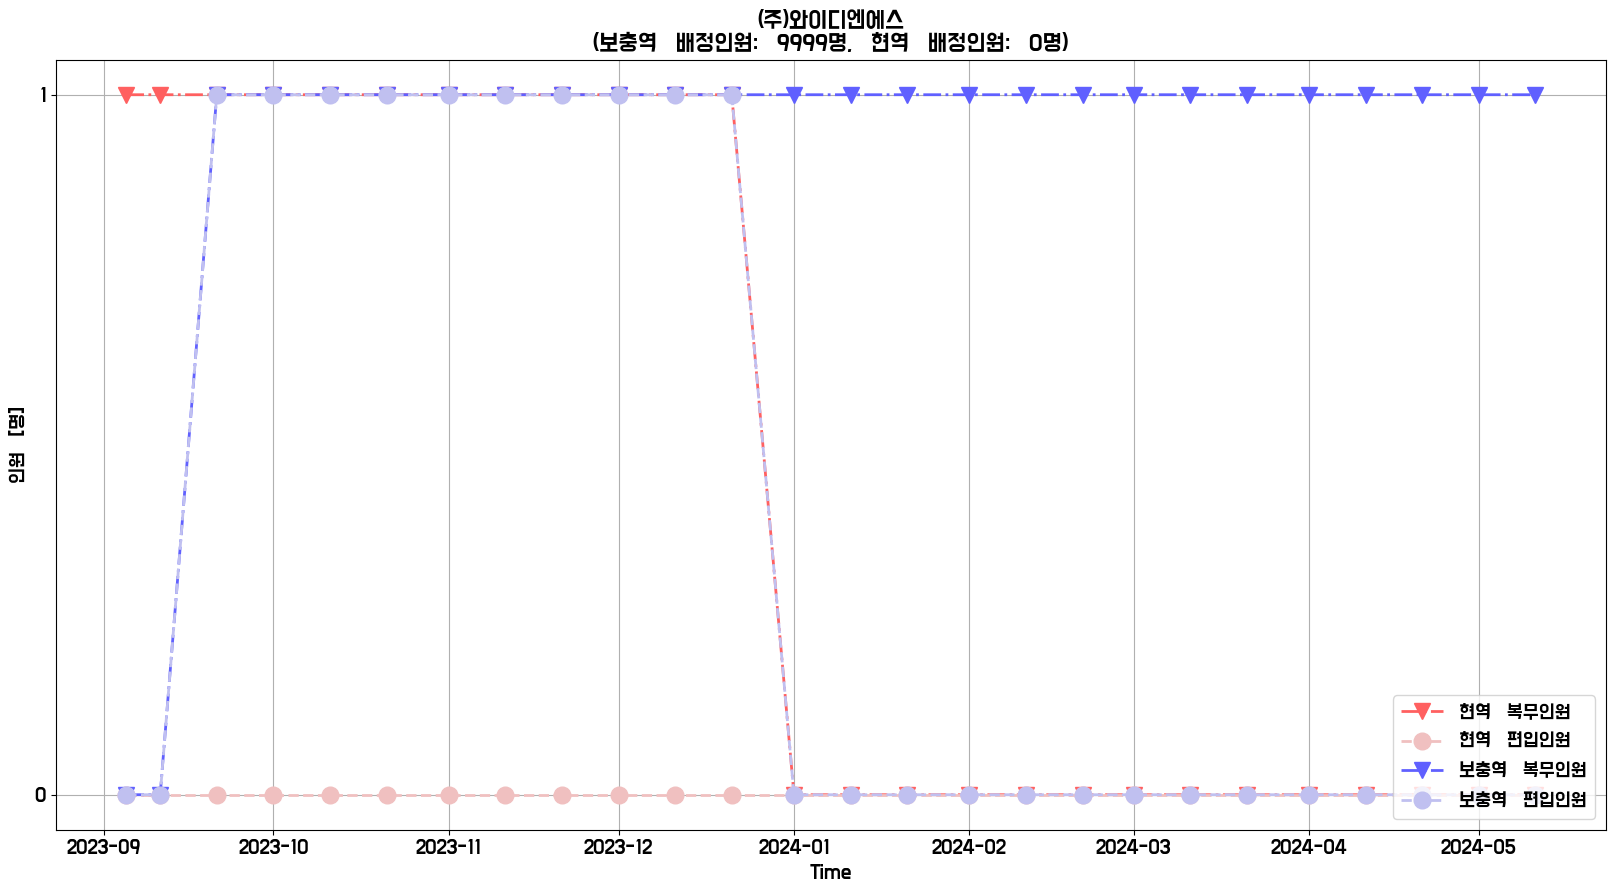 (주)와이디엔에스
(보충역 배정인원: 9999명, 현역 배정인원: 0명)
1
인원 [명]
0
현역 복무인원
현역 편입인원
보충역 복무인원
보충역 편입인원
2023-09 2023-10 2023-11 2023-12 2024-01 2024-02 2024-03 2024-04 2024-05
Time